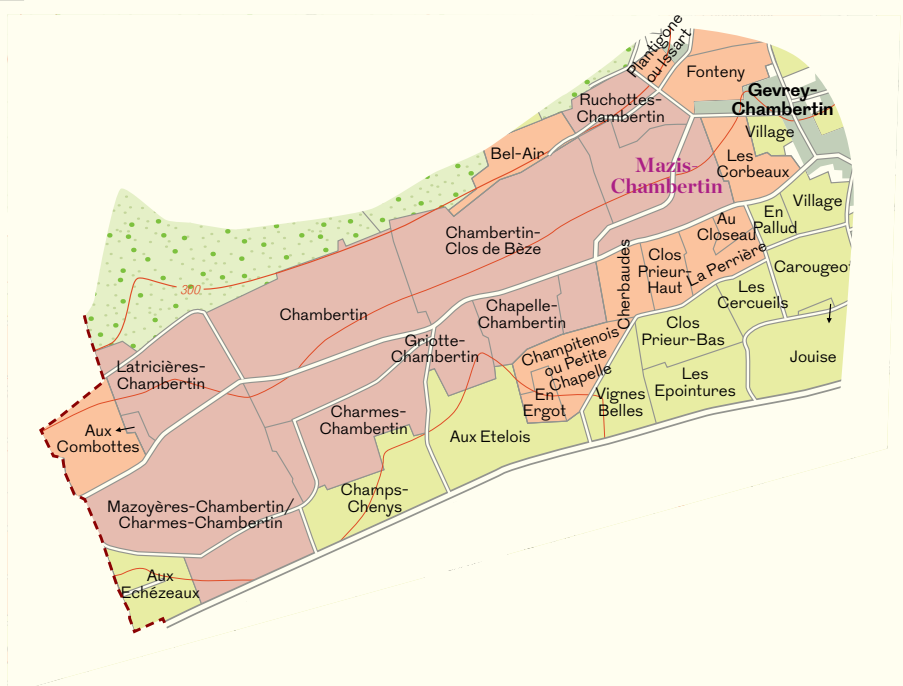 Plantigone
ou Issart
Fonteny
Gevrey-
Chambertin
Ruchottes-
Chambertin
Village
Bel-Air
Mazis-
Chambertin
Les
Corbeaux
Village
En
Pallud
Au
Closeau
Chambertin-
Clos de Bèze
La Perrière
Clos
Prieur-
Haut
Cherbaudes
Carougeot
300
Les
Cercueils
Chambertin
Chapelle-
Chambertin
Clos
Prieur-Bas
Griotte-
Chambertin
Champitenois
ou Petite
Chapelle
Jouise
Latricières-
Chambertin
Les
Epointures
En
Ergot
Vignes
Belles
Charmes-
Chambertin
Aux
Combottes
Aux Etelois
Champs-
Chenys
Mazoyères-Chambertin/
Charmes-Chambertin
Aux
Echézeaux